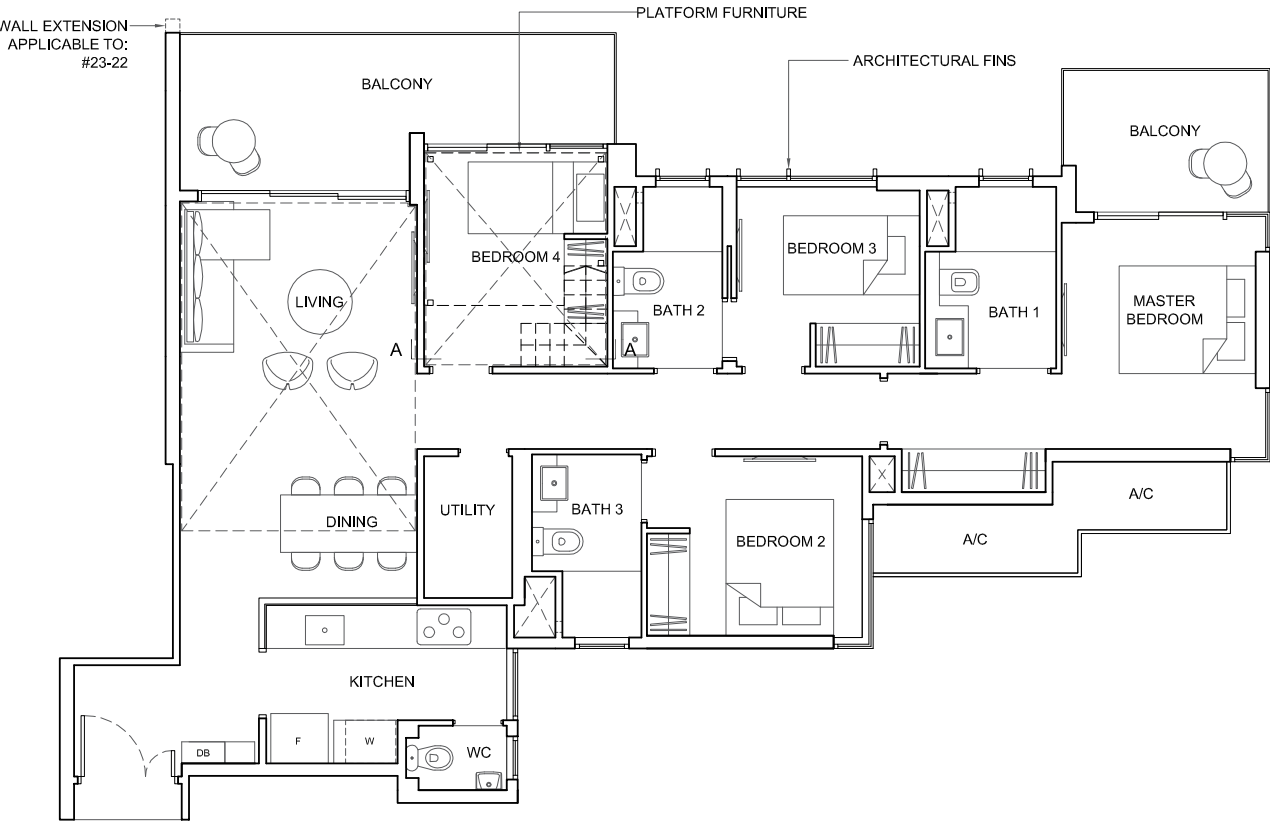 WALL EXTENSION
APPLICABLE TO:
#23-22
PLATFORM FURNITURE
ARCHITECTURAL FINS
BALCONY
BALCONY
BEDROOM 4
BEDROOM 3
LIVING
BATH 2
BATH 1
MASTER
BEDROOM
A
A
DINING
UTILITY
BATH 3
BEDROOM 2
X
A/C
A/C
KITCHEN
F
W
DB
WC